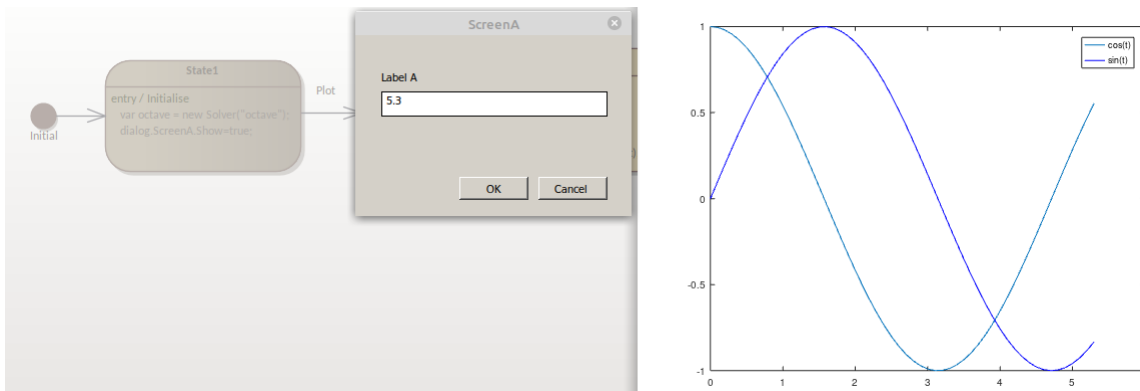 ScreenA
State1
entry / Initialise
var octave = new Solver("octave");
dialog.ScreenA.Show=true;
Initial
Plot
Label A
5.3
OK
Cancel
1
0.5
0
-0.5
-1
0
1
2
3
4
5
cos(t)
sin(t)